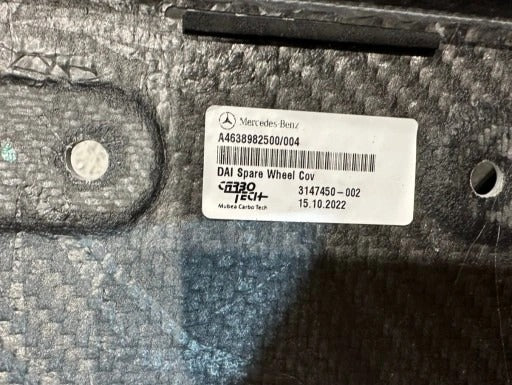 Mercedes-Benz
A4638982500/004
DAI Spare Wheel Cov
CARBO TECH 3147450-002
Mubea Carbo Tech 15.10.2022